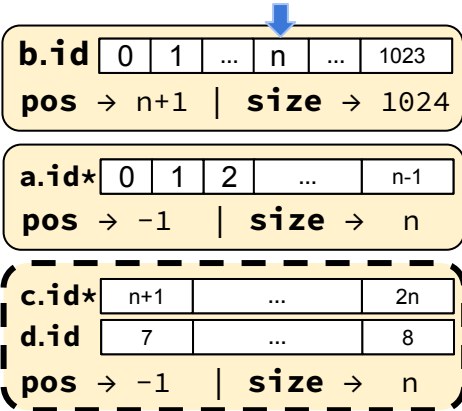 b.id 0 1 ... n ... 1023
pos → n+1 | size → 1024
a.id* 0 1 2 ... n-1
pos → -1 | size → n
c.id* n+1 ... 2n
d.id 7 ... 8
pos → -1 | size → n